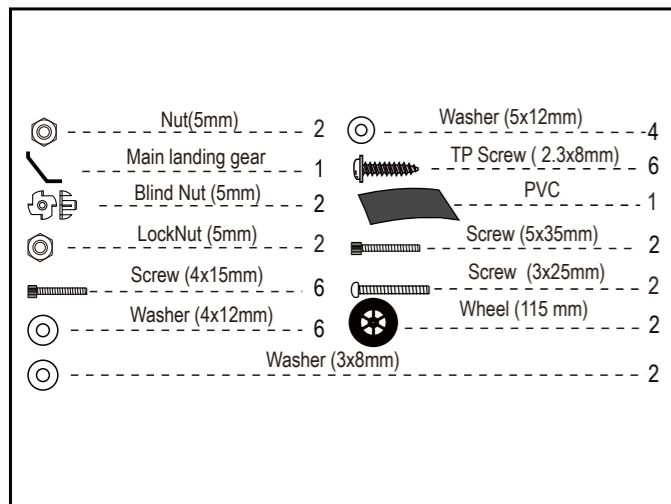 Nut(5mm) 2
Main landing gear 1
Blind Nut (5mm) 2
LockNut (5mm) 2
Screw (4x15mm) 6
Washer (4x12mm) 6
Washer (5x12mm) 4
TP Screw ( 2.3x8mm) 6
PVC 1
Screw (5x35mm) 2
Screw (3x25mm) 2
Wheel (115 mm) 2
Washer (3x8mm) 2